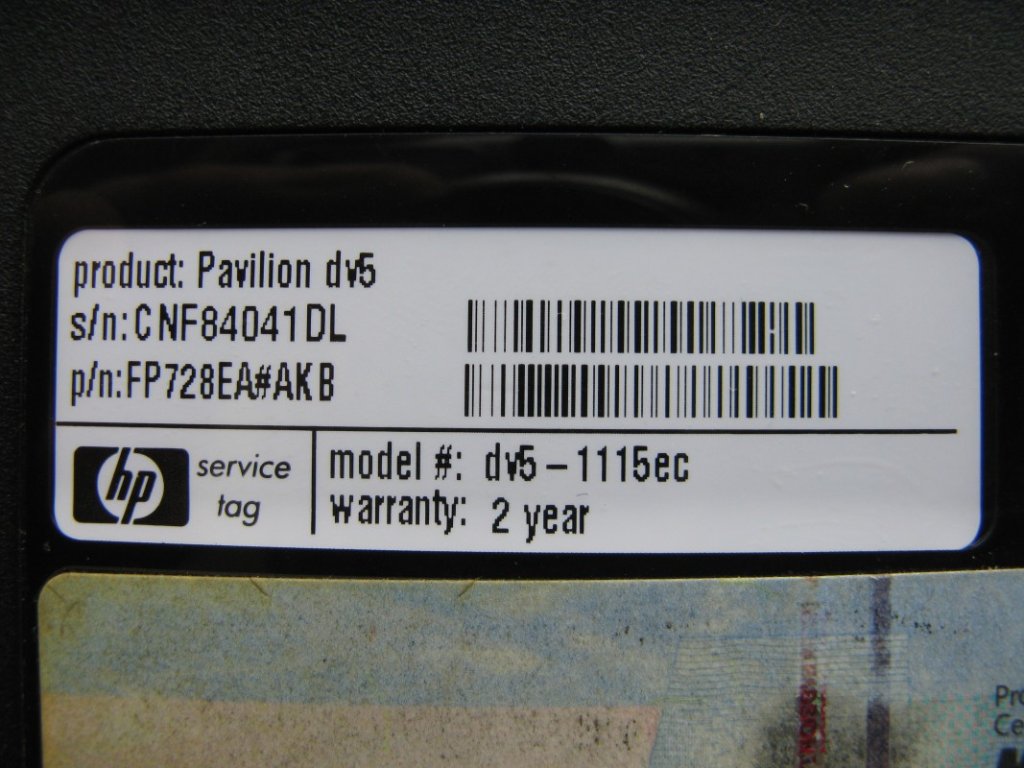 product: Pavilion dv5
s/n:CNF84041DL
p/n:FP728EA#AKB
hp service tag
model #: dv5-1115ec
warranty: 2 year